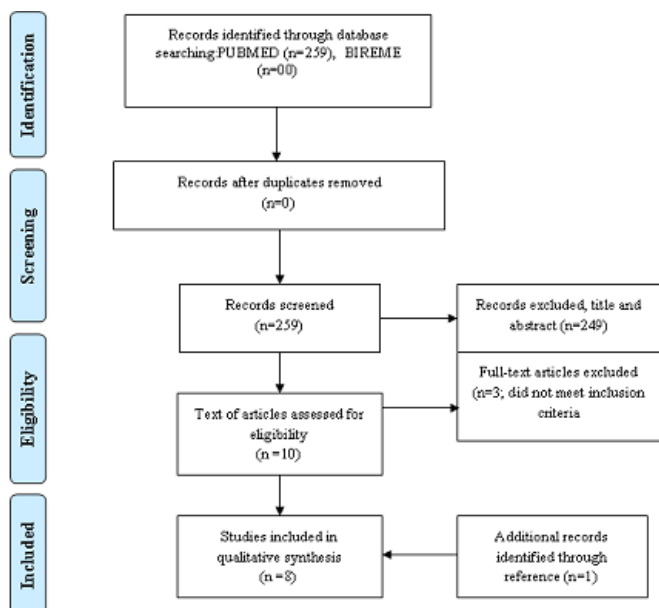 Identification
Records identified through database
searching:PUBMED (n=259), BIREME
(n=00)
Screening
Records after duplicates removed
(n=0)
Records screened
(n=259)
Records excluded, title and
abstract (n=249)
Eligibility
Full-text articles excluded
(n=3; did not meet inclusion
criteria
Text of articles assessed for
eligibility
(n =10)
Included
Studies included in
qualitative synthesis
(n =8)
Additional records
identified through
reference (n=1)